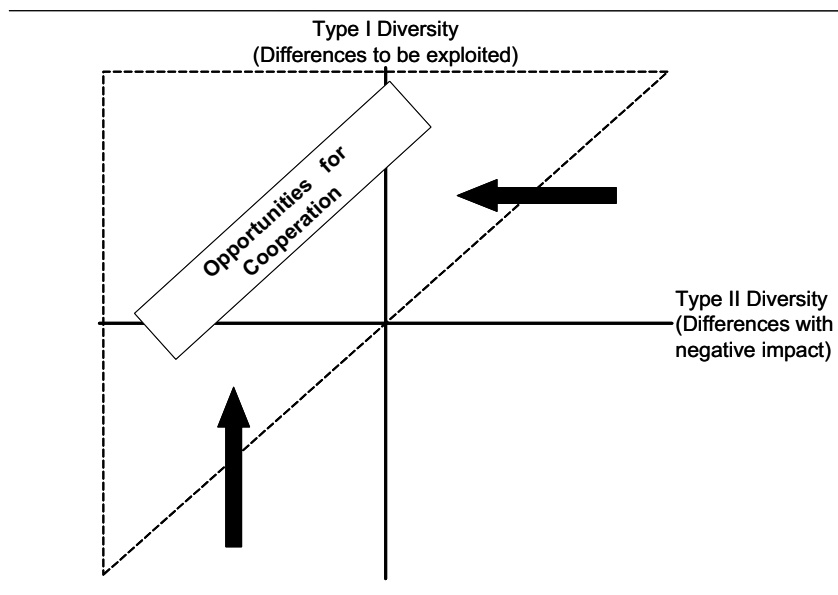 Type I Diversity
(Differences to be exploited)
Opportunities for
Cooperation
Type II Diversity
(Differences with
negative impact)